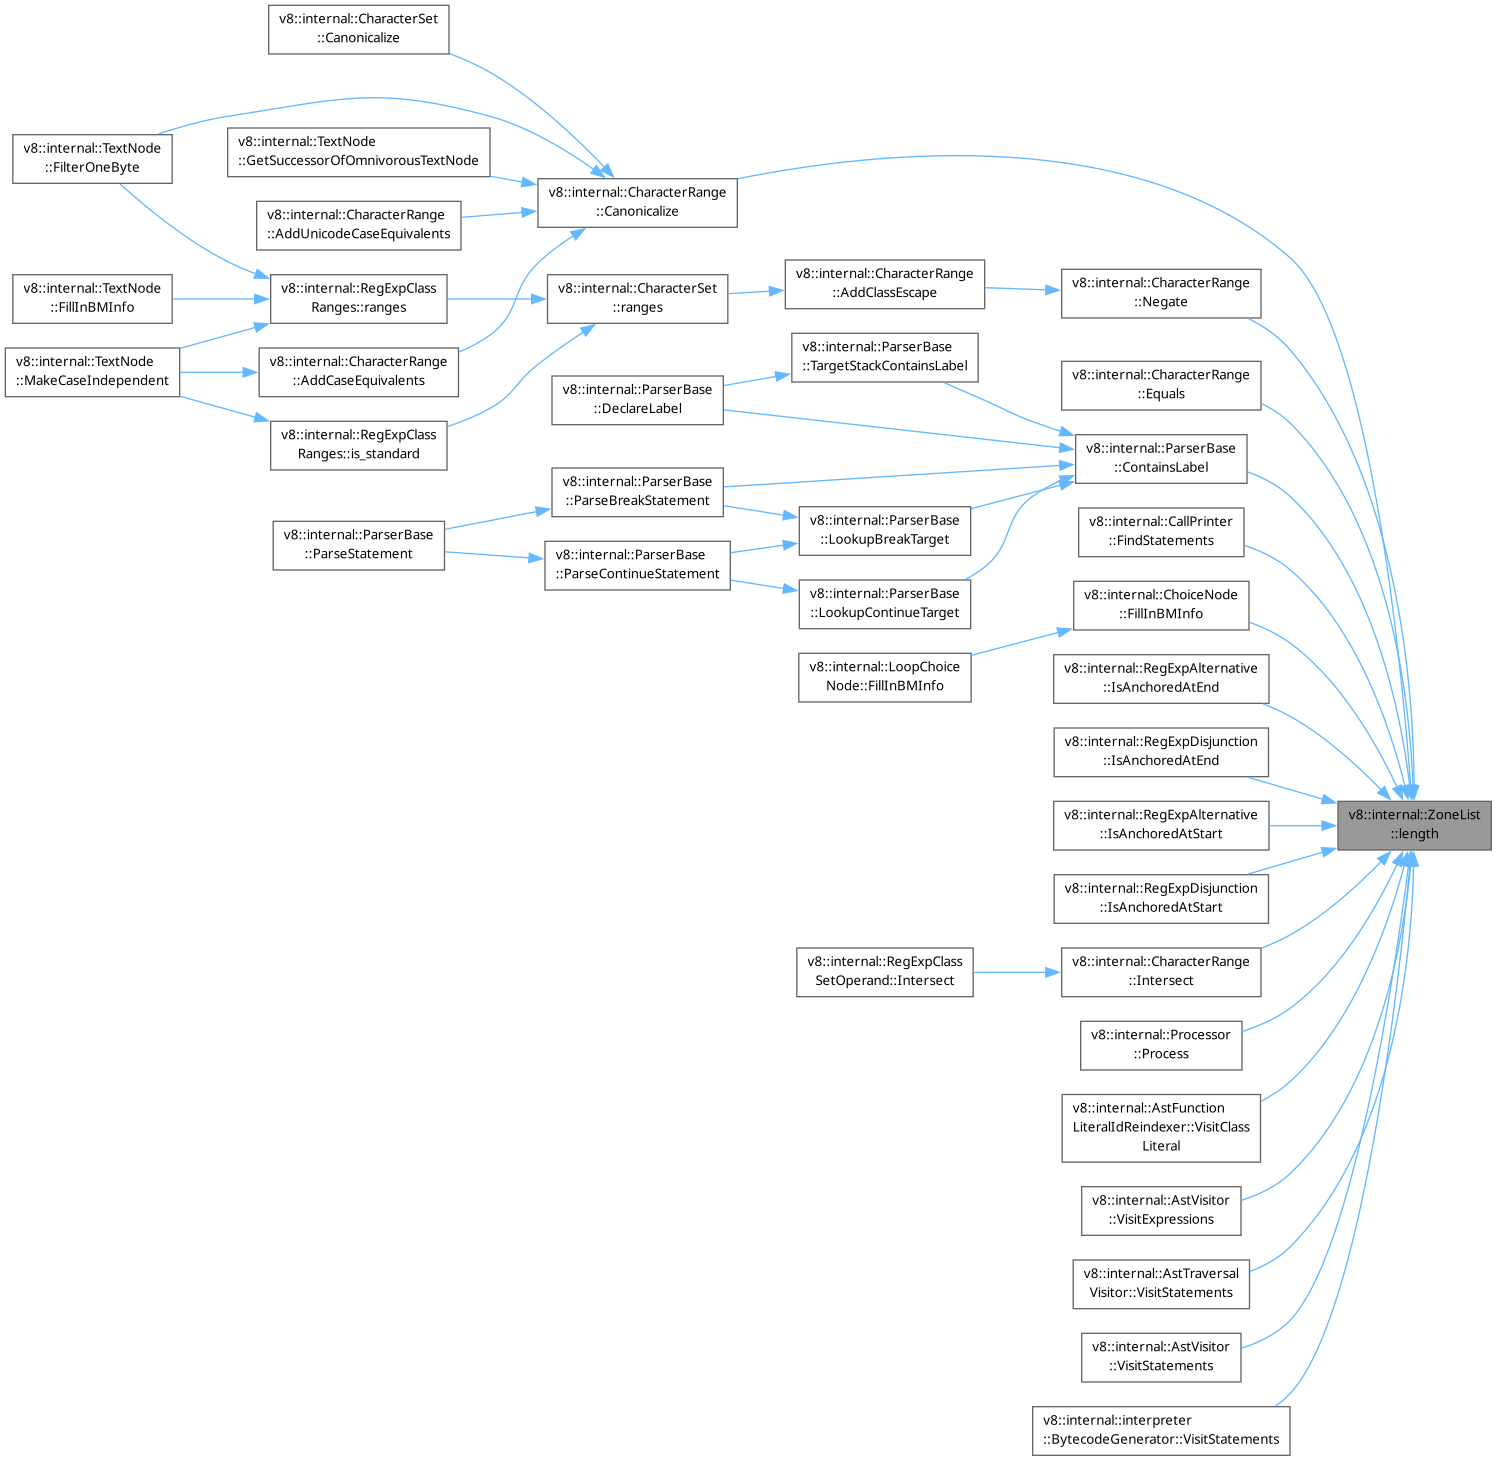 v8::internal::CharacterSet
::Canonicalize
v8::internal::TextNode
::FilterOneByte
v8::internal::TextNode
::GetSuccessorOfOmnivorousTextNode
v8::internal::CharacterRange
::Canonicalize
v8::internal::CharacterRange
::AddUnicodeCaseEquivalents
v8::internal::TextNode
::FillInBMInfo
v8::internal::RegExpClass
Ranges::ranges
v8::internal::CharacterSet
::ranges
v8::internal::CharacterRange
::AddClassEscape
v8::internal::CharacterRange
::Negate
v8::internal::TextNode
::MakeCaseIndependent
v8::internal::CharacterRange
::AddCaseEquivalents
v8::internal::ParserBase
::TargetStackContainsLabel
v8::internal::ParserBase
::DeclareLabel
v8::internal::CharacterRange
::Equals
v8::internal::RegExpClass
Ranges::is_standard
v8::internal::ParserBase
::ContainsLabel
v8::internal::ParserBase
::ParseBreakStatement
v8::internal::ParserBase
::LookupBreakTarget
v8::internal::CallPrinter
::FindStatements
v8::internal::ParserBase
::ParseStatement
v8::internal::ParserBase
::ParseContinueStatement
v8::internal::ParserBase
::LookupContinueTarget
v8::internal::ChoiceNode
::FillInBMInfo
v8::internal::LoopChoice
Node::FillInBMInfo
v8::internal::RegExpAlternative
::IsAnchoredAtEnd
v8::internal::RegExpDisjunction
::IsAnchoredAtEnd
v8::internal::RegExpAlternative
::IsAnchoredAtStart
v8::internal::ZoneList
::length
v8::internal::RegExpDisjunction
::IsAnchoredAtStart
v8::internal::RegExpClass
SetOperand::Intersect
v8::internal::CharacterRange
::Intersect
v8::internal::Processor
::Process
v8::internal::AstFunction
LiteralIdReindexer::VisitClass
Literal
v8::internal::AstVisitor
::VisitExpressions
v8::internal::AstTraversal
Visitor::VisitStatements
v8::internal::AstVisitor
::VisitStatements
v8::internal::interpreter
::BytecodeGenerator::VisitStatements